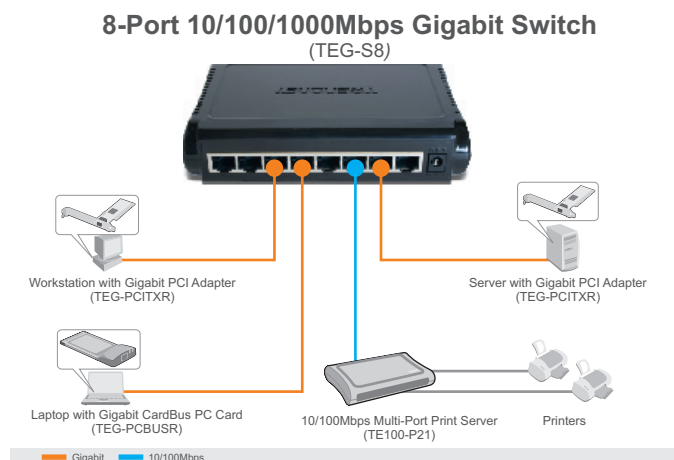 8-Port 10/100/1000Mbps Gigabit Switch
(TEG-S8)
TRENDNET
Workstation with Gigabit PCI Adapter
(TEG-PCITXR)
Server with Gigabit PCI Adapter
(TEG-PCITXR)
Laptop with Gigabit CardBus PC Card
(TEG-PCBUSR)
10/100Mbps Multi-Port Print Server
(TE100-P21)
Printers
Gigabit 10/100Mbps